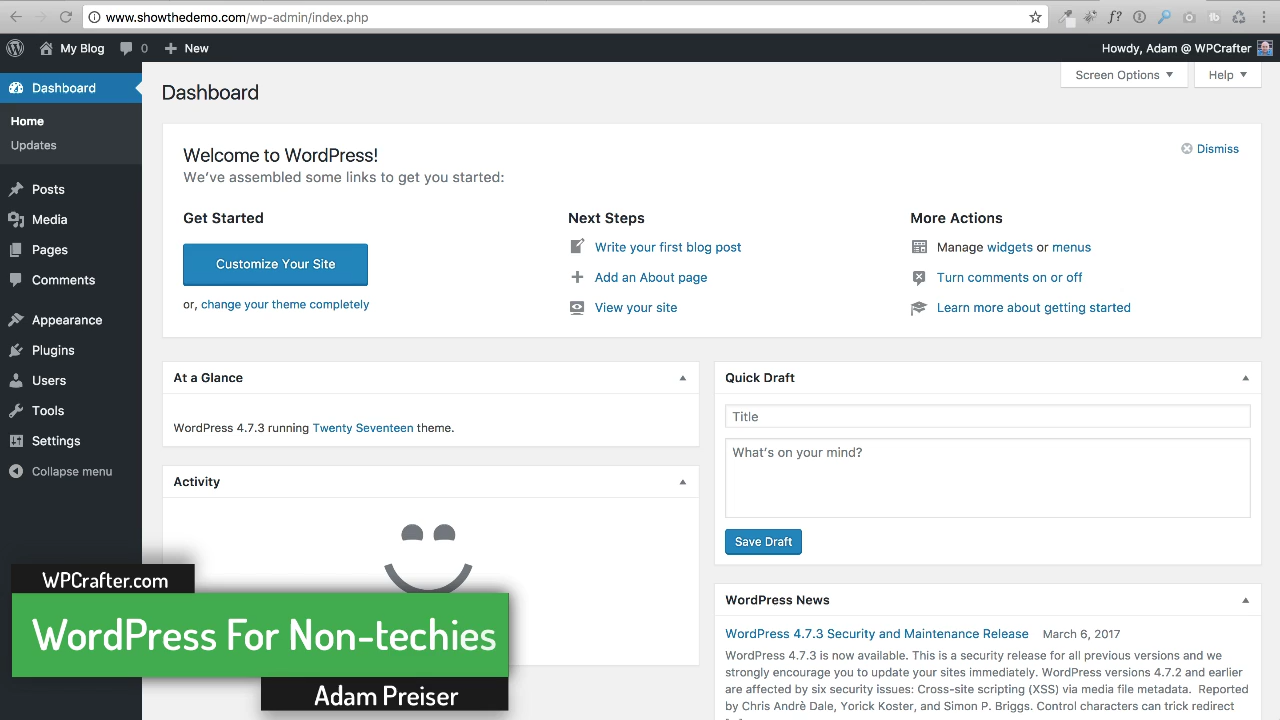 www.showthedemo.com/wp-admin/index.php
My Blog
0
New
Howdy, Adam @ WPCrafter
Dashboard
Home
Updates
Posts
Media
Pages
Comments
Appearance
Plugins
Users
Tools
Settings
Collapse menu
Screen Options
Help
Dashboard
Welcome to WordPress!
We've assembled some links to get you started:
Dismiss
Get Started
Customize Your Site
or, change your theme completely
Next Steps
Write your first blog post
Add an About page
View your site
More Actions
Manage widgets or menus
Turn comments on or off
Learn more about getting started
At a Glance
WordPress 4.7.3 running Twenty Seventeen theme.
Activity
Quick Draft
Title
What's on your mind?
Save Draft
WordPress News
WordPress 4.7.3 Security and Maintenance Release March 6, 2017
WordPress 4.7.3 is now available. This is a security release for all previous versions and we
strongly encourage you to update your sites immediately. WordPress versions 4.7.2 and earlier
are affected by six security issues: Cross-site scripting (XSS) via media file metadata. Reported
by Chris Andrè Dale, Yorick Koster, and Simon P. Briggs. Control characters can trick redirect
WPCrafter.com
WordPress For Non-techies
Adam Preiser